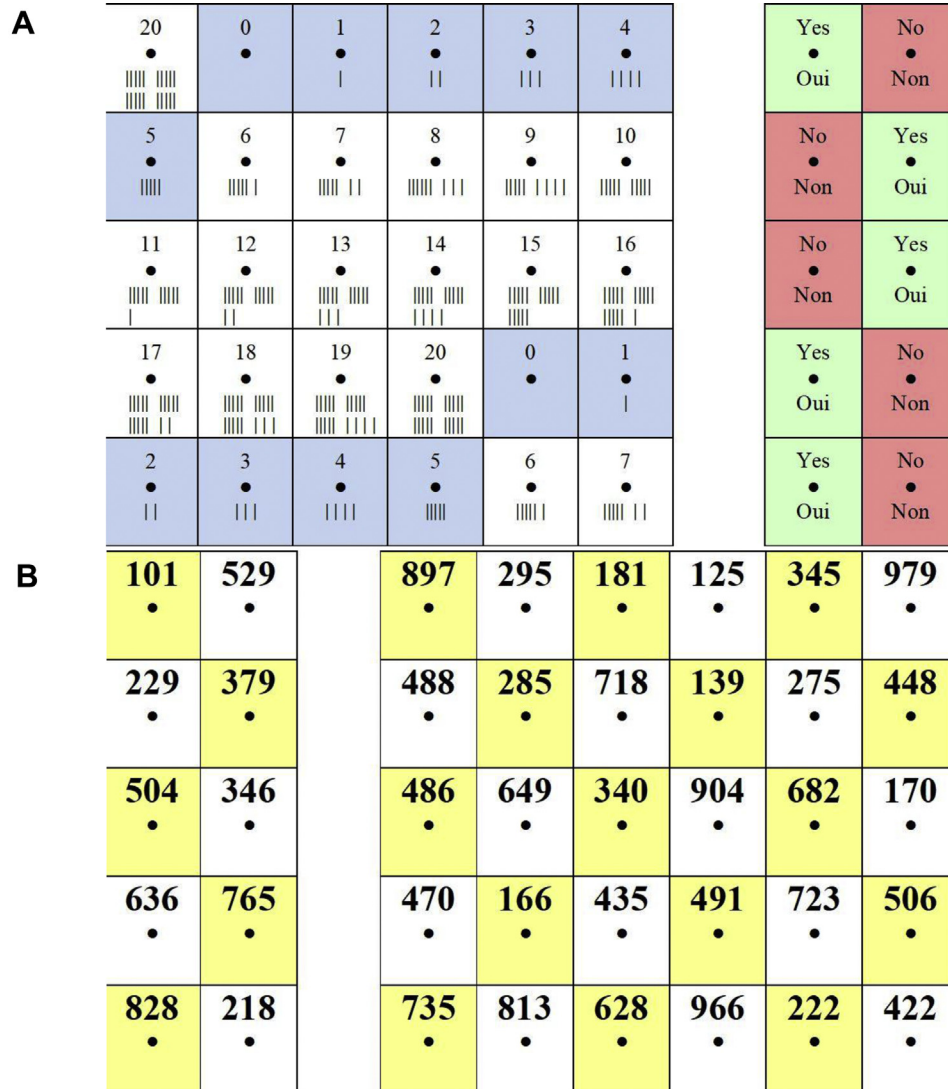 A
20 0 1 2 3 4 Yes No
Oui Non
5 6 7 8 9 10 No Yes
Non Oui
11 12 13 14 15 16 No Yes
Non Oui
17 18 19 20 0 1 Yes No
Oui Non
2 3 4 5 6 7 Yes No
Oui Non
B
101 529 897 295 181 125 345 979
229 379 488 285 718 139 275 448
504 346 486 649 340 904 682 170
636 765 470 166 435 491 723 506
828 218 735 813 628 966 222 422